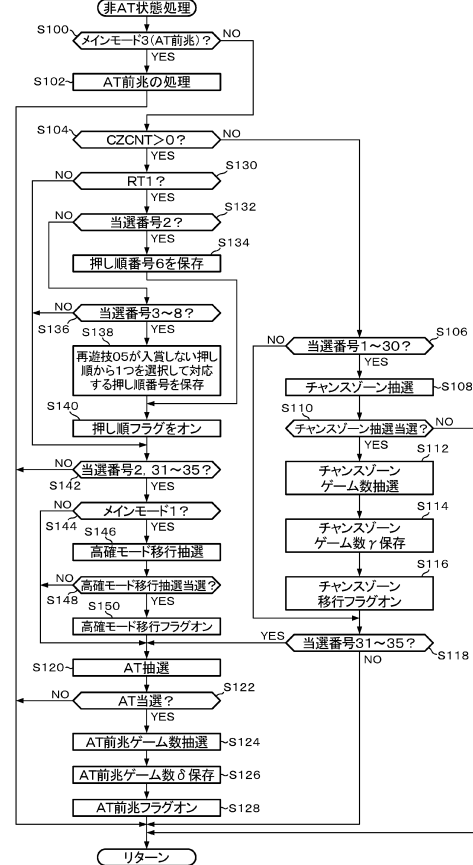 非AT状態処理
S100
メインモード3(AT前兆)?
NO
YES
S102
AT前兆の処理
S104
CZCNT>0?
NO
YES
S130
NO
RT1?
YES
S132
NO
当選番号2?
YES
S134
押し順番号6を保存
NO
当選番号3~8?
S136
YES
S138
再遊技05が入賞しない押し
順から1つを選択して対応
する押し順番号を保存
S140
押し順フラグをオン
NO
当選番号2, 31~35?
S142
YES
NO
メインモード1?
S144
YES
S146
高確モード移行抽選
NO
高確モード移行抽選当選?
S148
YES
S150
高確モード移行フラグオン
S120
AT抽選
S122
NO
AT当選?
YES
AT前兆ゲーム数抽選
S124
AT前兆ゲーム数δ保存
S126
AT前兆フラグオン
S128
リターン
NO
S106
当選番号1~30?
YES
チャンスゾーン抽選
S108
S110
チャンスゾーン抽選当選?
NO
YES
S112
チャンスゾーン
ゲーム数抽選
S114
チャンスゾーン
ゲーム数γ保存
S116
チャンスゾーン
移行フラグオン
YES
当選番号31~35?
S118
NO